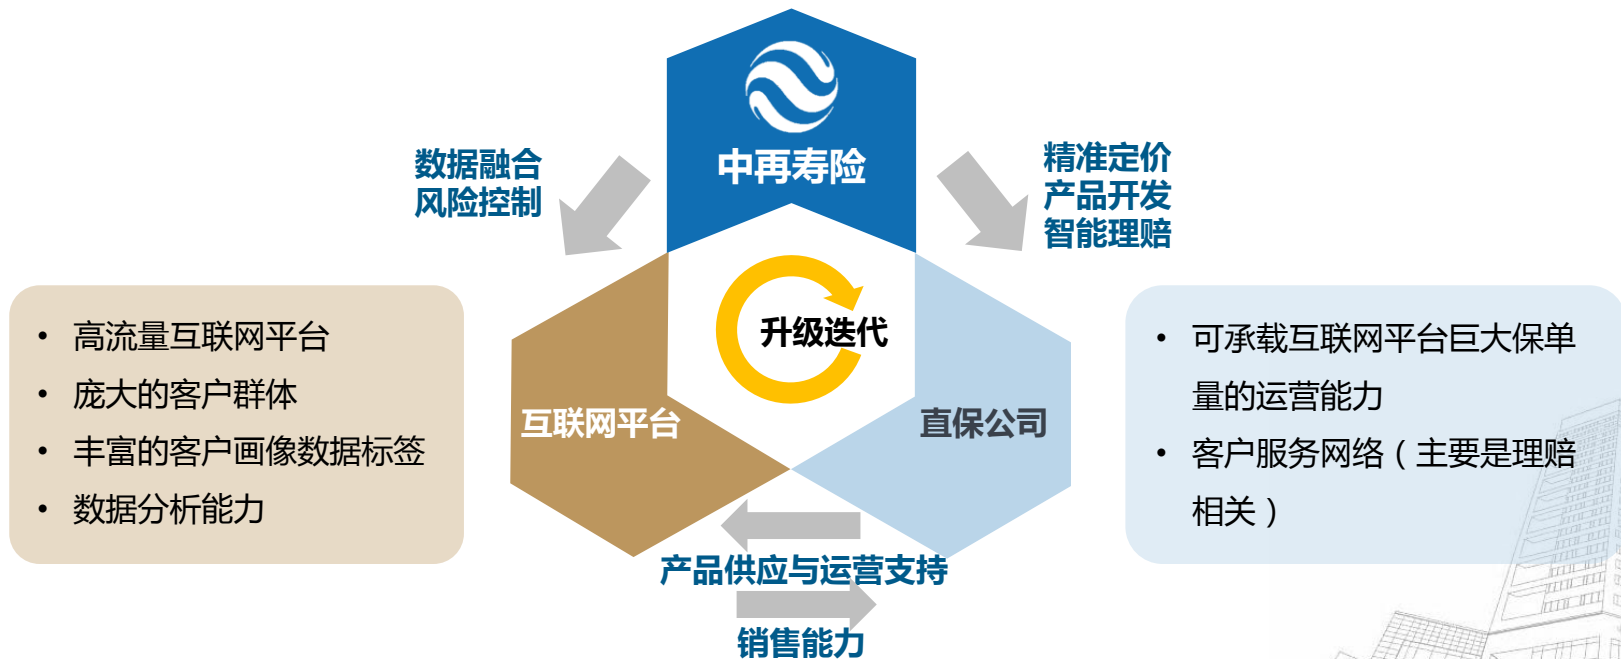 中再寿险
数据融合
风险控制
精准定价
产品开发
智能理赔
• 高流量互联网平台
• 庞大的客户群体
• 丰富的客户画像数据标签
• 数据分析能力
升级迭代
互联网平台
直保公司
• 可承载互联网平台巨大保单
量的运营能力
• 客户服务网络（主要是理赔
相关）
产品供应与运营支持
销售能力